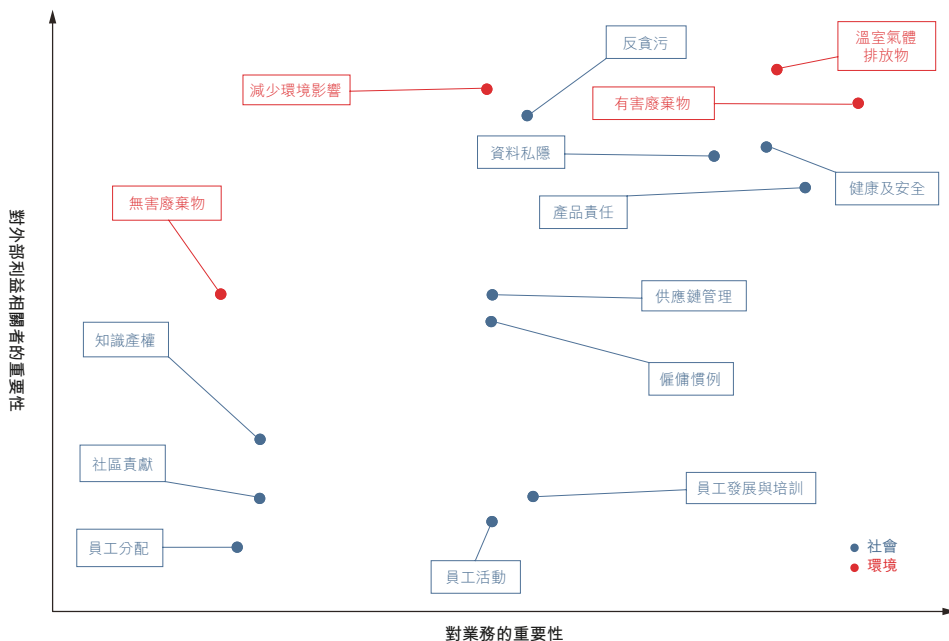 反貪污
溫室氣體
排放物
減少環境影響
有害廢棄物
資料私隱
健康及安全
無害廢棄物
產品責任
對外部利益相關者的重要性
供應鏈管理
知識產權
僱傭慣例
社區貢獻
員工發展與培訓
員工分配
員工活動
社會
環境
對業務的重要性